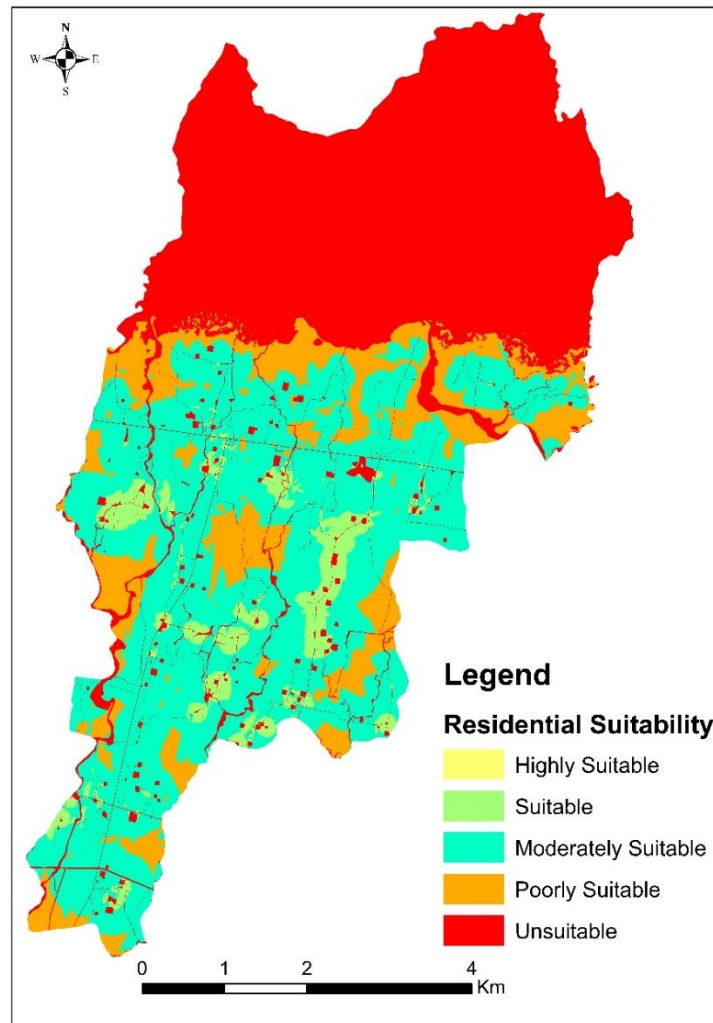 N
W E
S
Legend
Residential Suitability
Highly Suitable
Suitable
Moderately Suitable
Poorly Suitable
Unsuitable
0 1 2 4
Km